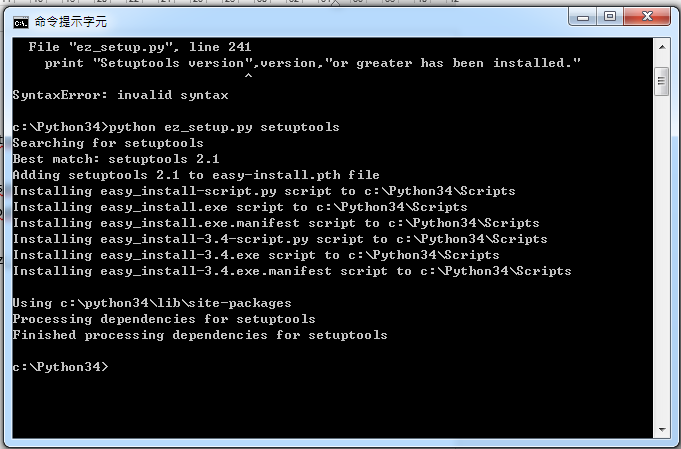 命令提示字元
File "ez_setup.py", line 241
print "Setuptools version",version,"or greater has been installed."
^
SyntaxError: invalid syntax
c:\Python34>python ez_setup.py setuptools
Searching for setuptools
Best match: setuptools 2.1
Adding setuptools 2.1 to easy-install.pth file
Installing easy_install-script.py script to c:\Python34\Scripts
Installing easy_install.exe script to c:\Python34\Scripts
Installing easy_install.exe.manifest script to c:\Python34\Scripts
Installing easy_install-3.4-script.py script to c:\Python34\Scripts
Installing easy_install-3.4.exe script to c:\Python34\Scripts
Installing easy_install-3.4.exe.manifest script to c:\Python34\Scripts
Using c:\python34\lib\site-packages
Processing dependencies for setuptools
Finished processing dependencies for setuptools
c:\Python34>